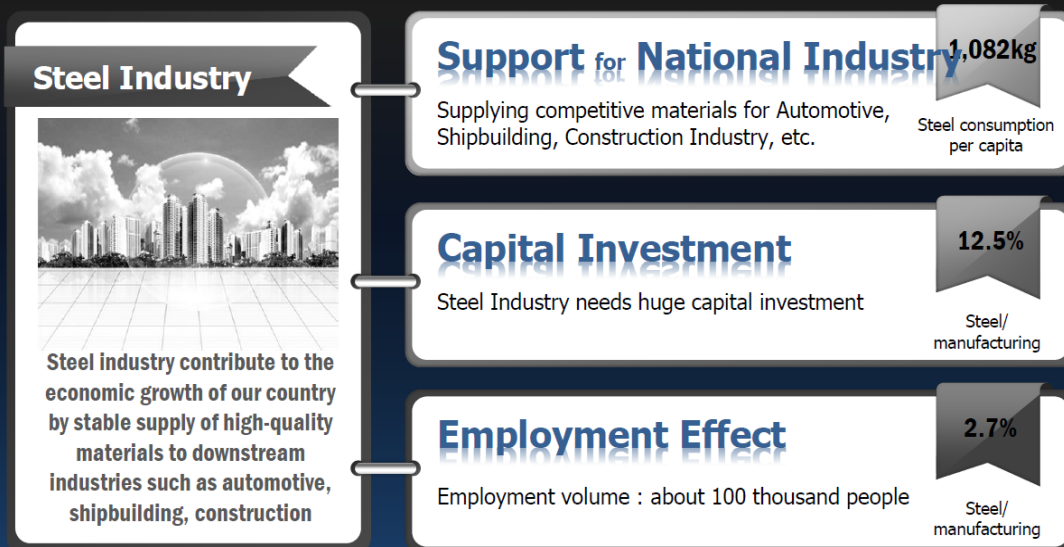 Steel Industry
Steel industry contribute to the
economic growth of our country
by stable supply of high-quality
materials to downstream
industries such as automotive,
shipbuilding, construction
Support for National Industry
Supplying competitive materials for Automotive,
Shipbuilding, Construction Industry, etc.
1,082kg
Steel consumption
per capita
Capital Investment
Steel Industry needs huge capital investment
12.5%
Steel/
manufacturing
Employment Effect
Employment volume : about 100 thousand people
2.7%
Steel/
manufacturing